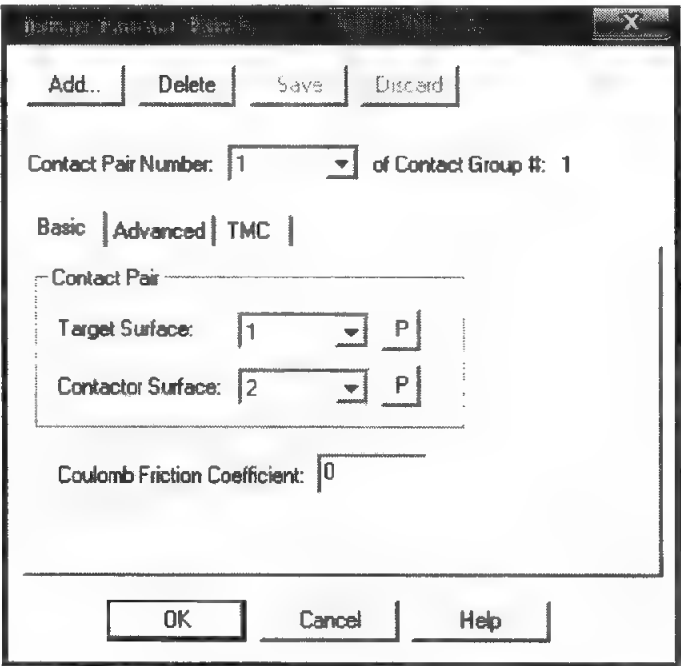 Add... Delete Save Discard
Contact Pair Number: 1 of Contact Group #: 1
Basic Advanced TMC
Contact Pair
Target Surface: 1 P
Contactor Surface: 2 P
Coulomb Friction Coefficient: 0
OK Cancel Help